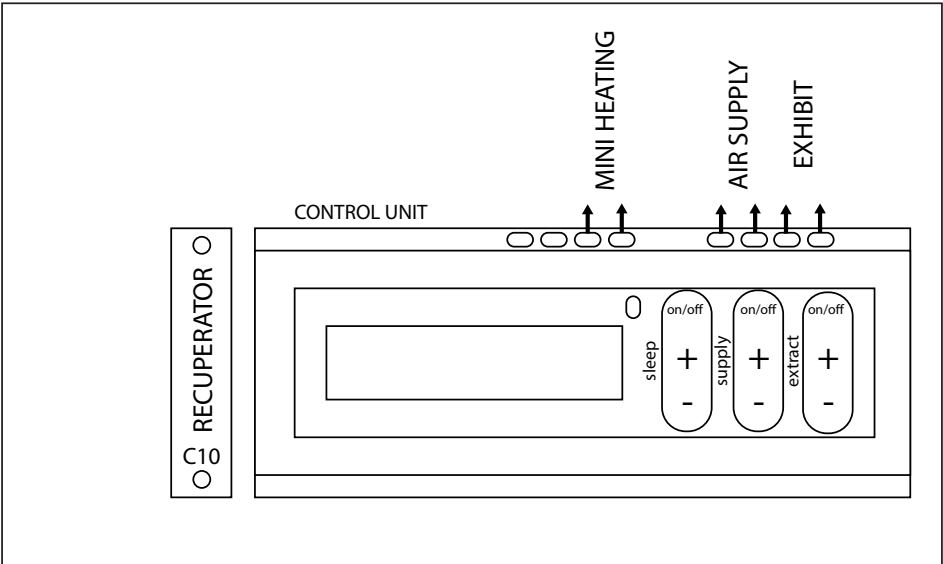 MINI HEATING
AIR SUPPLY
EXHIBIT
CONTROL UNIT
RECUPERATOR
C10
sleep
on/off
+
-
supply
on/off
+
-
extract
on/off
+
-